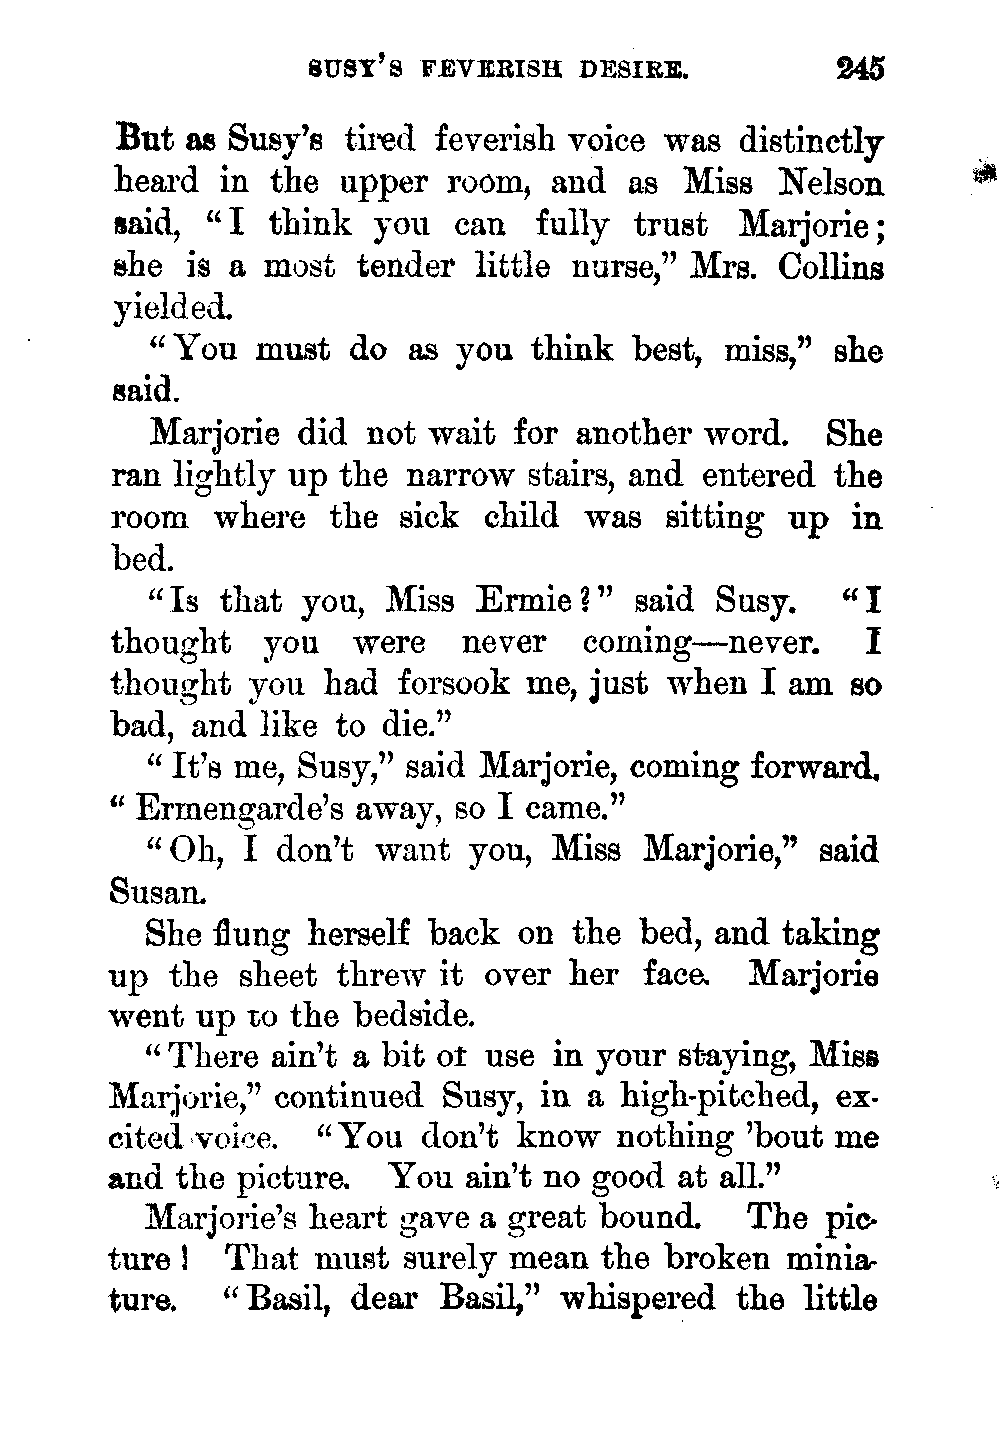 SUSY'S FEVERISH DESIRE. 245
But as Susy's tired feverish voice was distinctly
heard in the upper room, and as Miss Nelson
said, "I think you can fully trust Marjorie;
she is a most tender little nurse," Mrs. Collins
yielded.
"You must do as you think best, miss," she
said.
Marjorie did not wait for another word. She
ran lightly up the narrow stairs, and entered the
room where the sick child was sitting up in
bed.
"Is that you, Miss Ermie?" said Susy. "I
thought you were never coming—never. I
thought you had forsook me, just when I am so
bad, and like to die."
"It's me, Susy," said Marjorie, coming forward.
"Ermengarde's away, so I came."
"Oh, I don't want you, Miss Marjorie," said
Susan.
She flung herself back on the bed, and taking
up the sheet threw it over her face. Marjorie
went up to the bedside.
"There ain't a bit of use in your staying, Miss
Marjorie," continued Susy, in a high-pitched, ex-
cited voice. "You don't know nothing 'bout me
and the picture. You ain't no good at all."
Marjorie's heart gave a great bound. The pic-
ture! That must surely mean the broken minia-
ture. "Basil, dear Basil," whispered the little